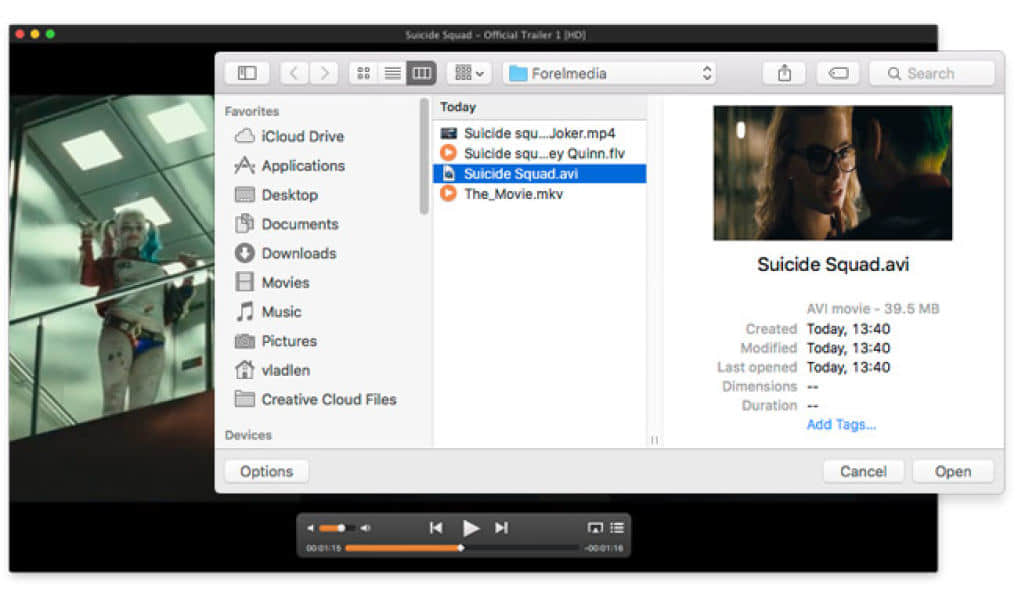 Suicide Squad - Official Trailer 1 [HD]
Forelmedia
Search
Favorites
iCloud Drive
Applications
Desktop
Documents
Downloads
Movies
Music
Pictures
vladlen
Creative Cloud Files
Devices
Today
Suicide squ...Joker.mp4
Suicide squ...ey Quinn.flv
Suicide Squad.avi
The_Movie.mkv
Suicide Squad.avi
AVI movie - 39.5 MB
Created Today, 13:40
Modified Today, 13:40
Last opened Today, 13:40
Dimensions --
Duration --
Add Tags...
Options
Cancel
Open
00:01:15
-00:01:16